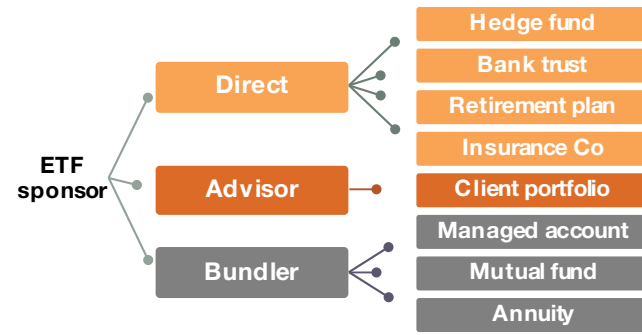 ETF
sponsor
Direct
Advisor
Bundler
Hedge fund
Bank trust
Retirement plan
Insurance Co
Client portfolio
Managed account
Mutual fund
Annuity